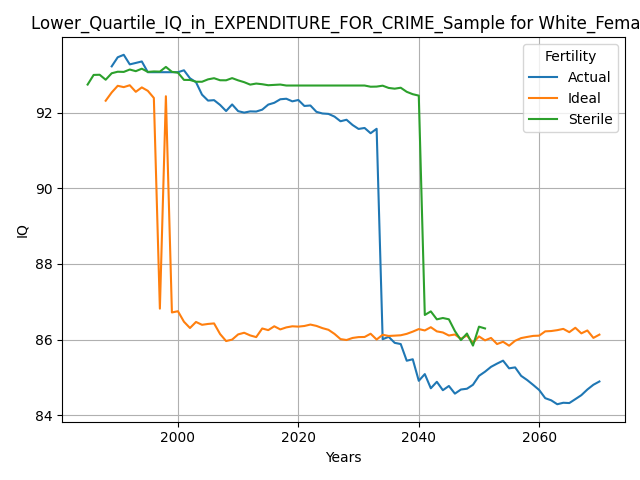 Lower_Quartile_IQ_in_EXPENDITURE_FOR_CRIME_Sample for White_Fema
Fertility
Actual
Ideal
Sterile
IQ
92
90
88
86
84
2000
2020
2040
2060
Years